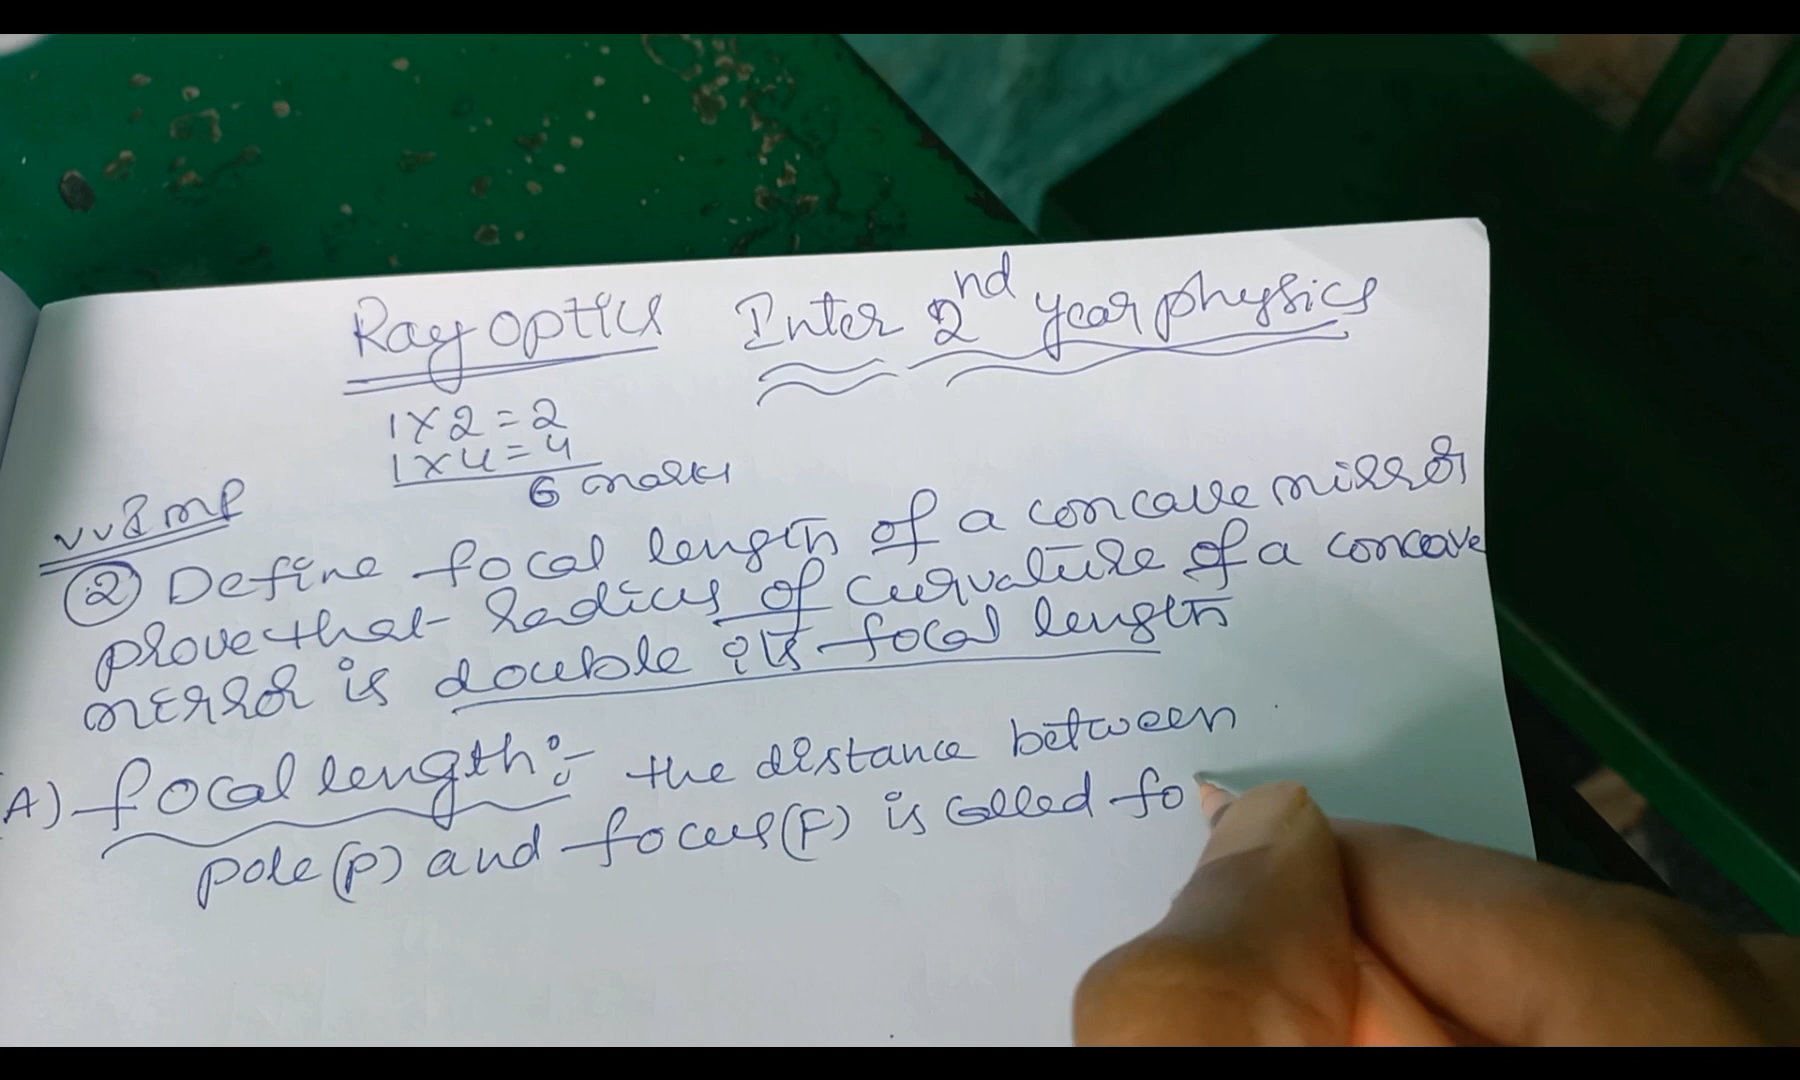 Ray optics Inter 2nd year physics
1 x 2 = 2
1 x 4 = 4
6 marks
vvImp
② Define focal length of a concave mirror
prove that radius of curvature of a concave
mirror is double its focal length
A) focal length :- the distance between
pole (p) and focus (F) is called fo